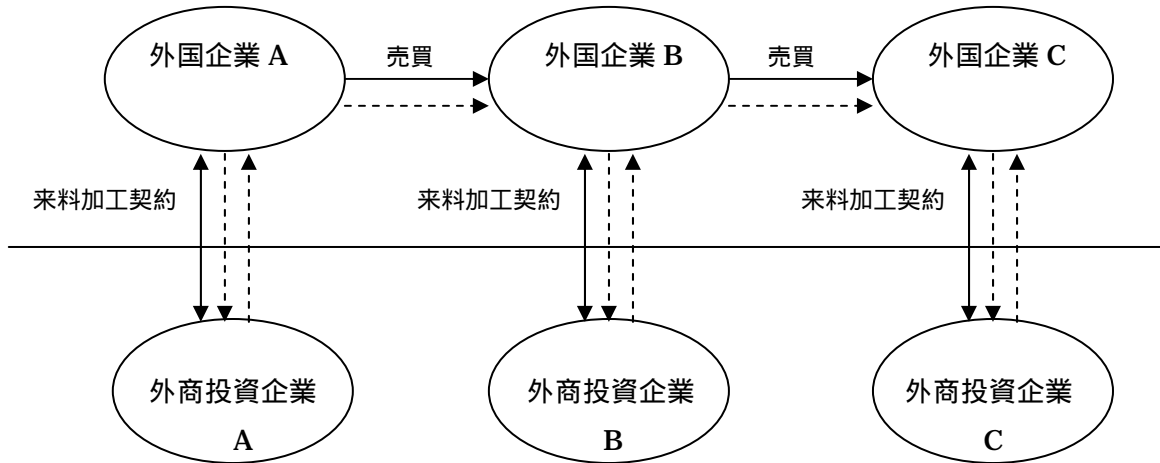 外国企業 A
売買
外国企業 B
売買
外国企業 C
来料加工契約
来料加工契約
来料加工契約
外商投資企業
A
外商投資企業
B
外商投資企業
C